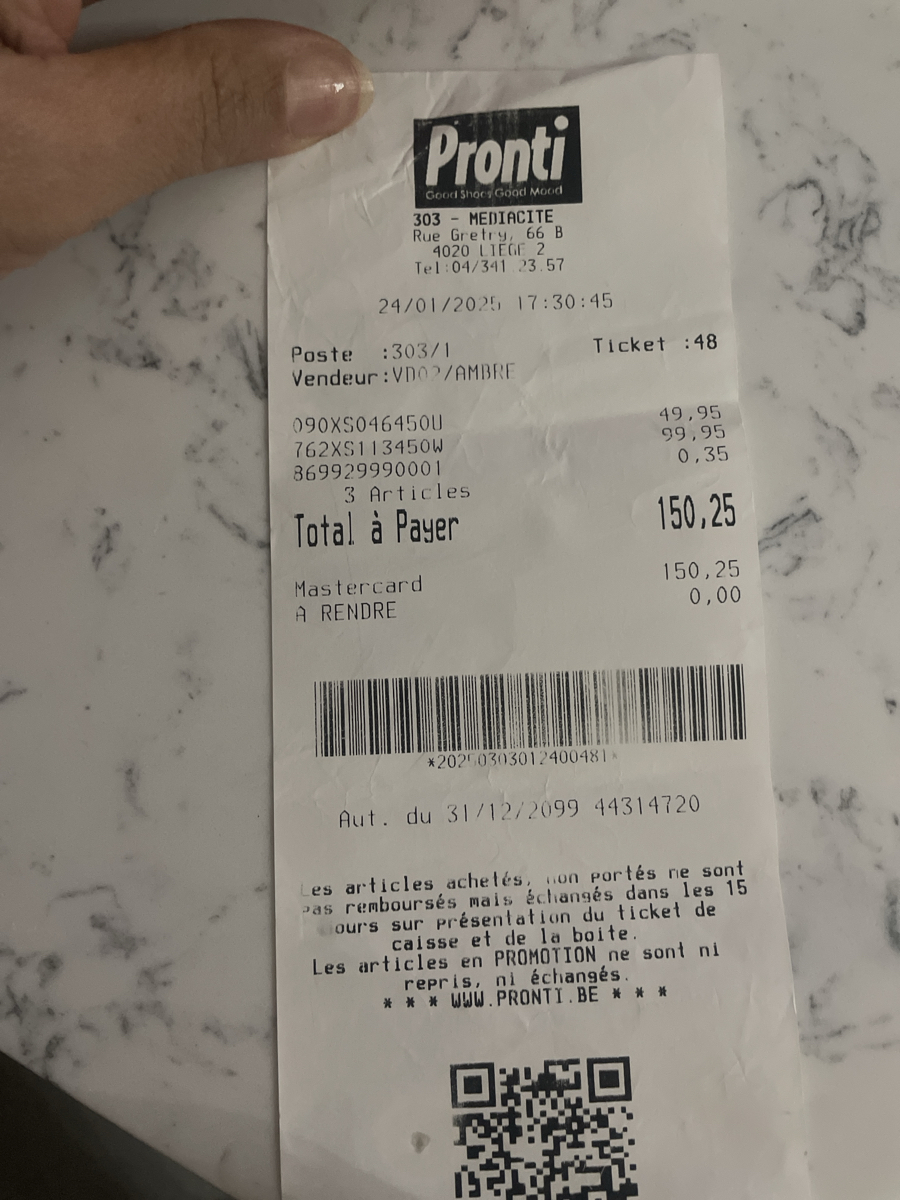 Pronti
Good Shoes Good Mood
303 - MEDIACITE
Rue Gretry, 66 B
4020 LIEGE 2
Tel:04/341.23.57
24/01/2025 17:30:45
Poste :303/1 Ticket :48
Vendeur:VD02/AMBRE
090XS046450U 49,95
762XS113450W 99,95
869929990001 0,35
3 Articles
Total à Payer 150,25
Mastercard 150,25
A RENDRE 0,00
*20250303012400481*
Aut. du 31/12/2099 44314720
Les articles achetés, non portés ne sont
pas remboursés mais échangés dans les 15
jours sur présentation du ticket de
caisse et de la boite.
Les articles en PROMOTION ne sont ni
repris, ni échangés.
* * * WWW.PRONTI.BE * * *